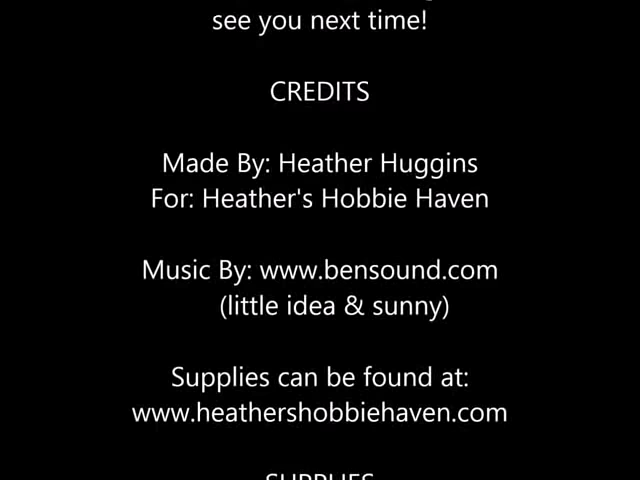 see you next time!
CREDITS
Made By: Heather Huggins
For: Heather's Hobbie Haven
Music By: www.bensound.com
(little idea & sunny)
Supplies can be found at:
www.heathershobbiehaven.com
SUPPLIES